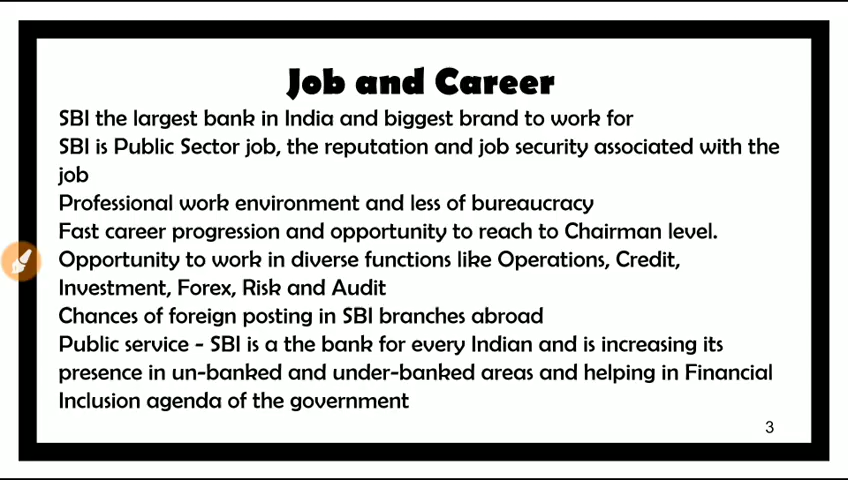 Job and Career
SBI the largest bank in India and biggest brand to work for
SBI is Public Sector job, the reputation and job security associated with the
job
Professional work environment and less of bureaucracy
Fast career progression and opportunity to reach to Chairman level.
Opportunity to work in diverse functions like Operations, Credit,
Investment, Forex, Risk and Audit
Chances of foreign posting in SBI branches abroad
Public service - SBI is a the bank for every Indian and is increasing its
presence in un-banked and under-banked areas and helping in Financial
Inclusion agenda of the government
3